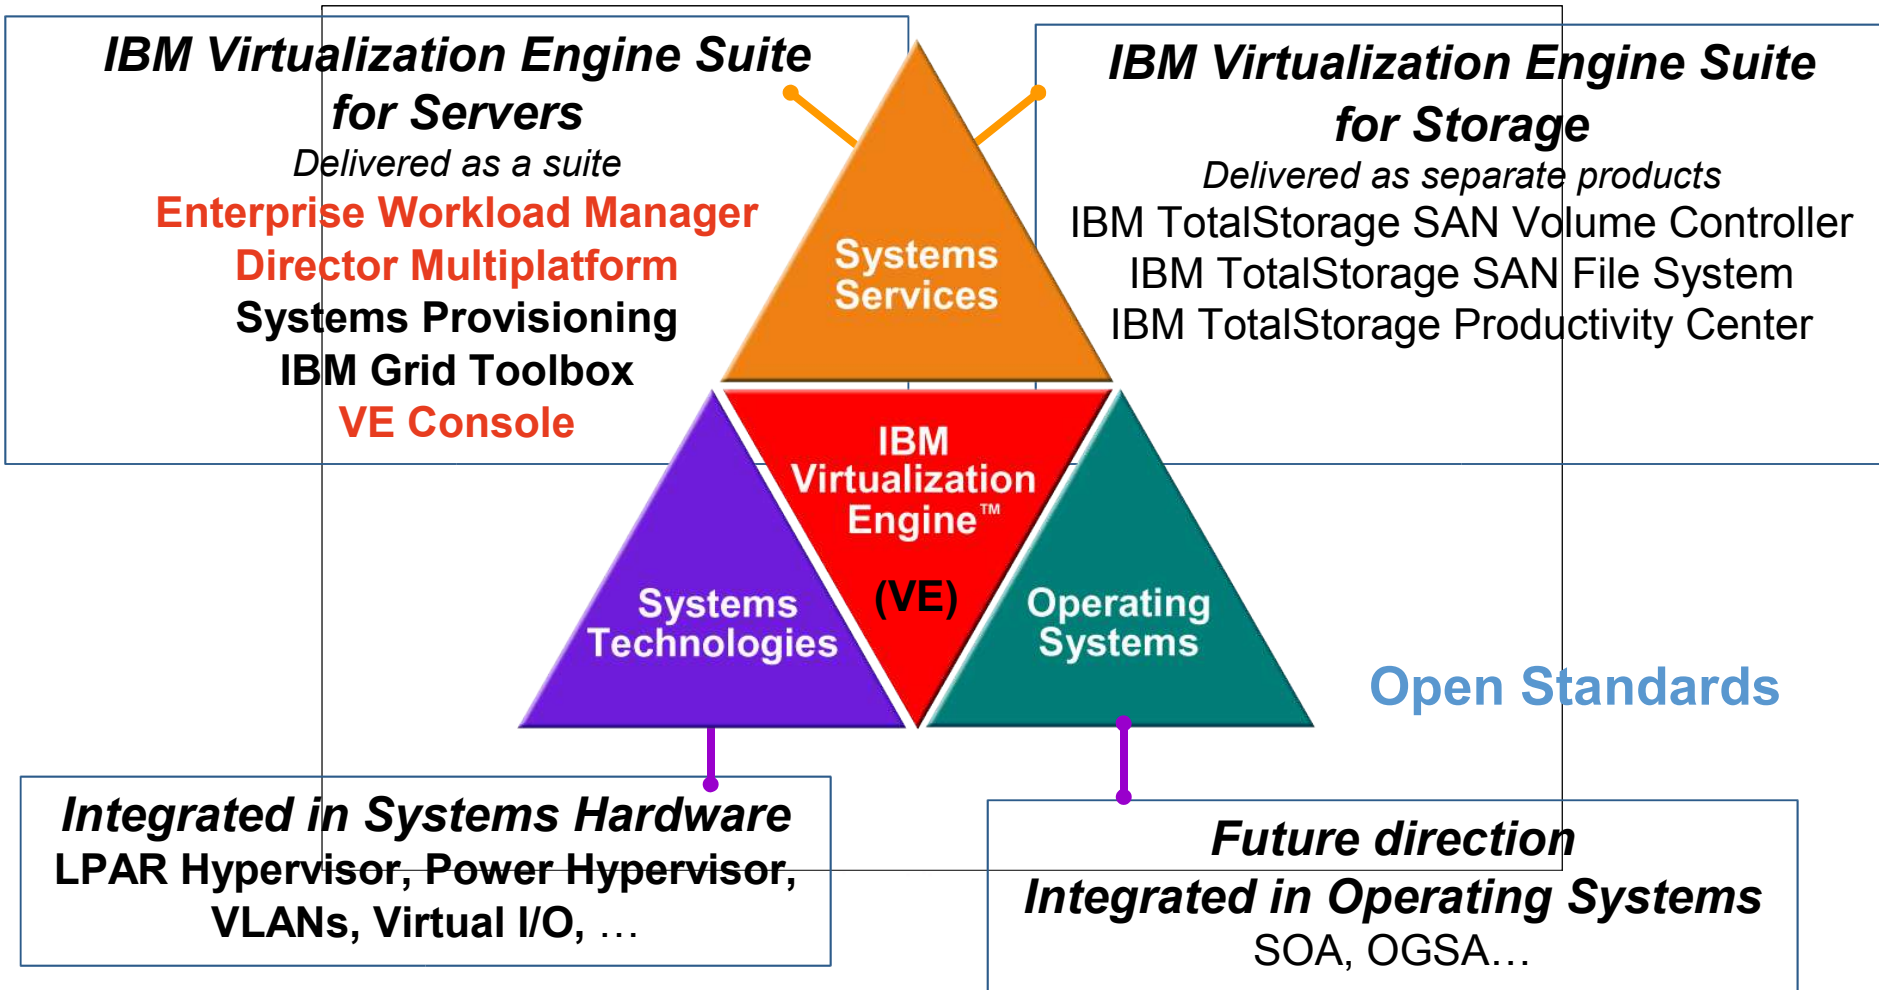 IBM Virtualization Engine Suite
for Servers
Delivered as a suite
Enterprise Workload Manager
Director Multiplatform
Systems Provisioning
IBM Grid Toolbox
VE Console
IBM Virtualization Engine Suite
for Storage
Delivered as separate products
IBM TotalStorage SAN Volume Controller
IBM TotalStorage SAN File System
IBM TotalStorage Productivity Center
Systems
Services
IBM
Virtualization
Engine™
(VE)
Systems
Technologies
Operating
Systems
Open Standards
Integrated in Systems Hardware
LPAR Hypervisor, Power Hypervisor,
VLANs, Virtual I/O, …
Future direction
Integrated in Operating Systems
SOA, OGSA…